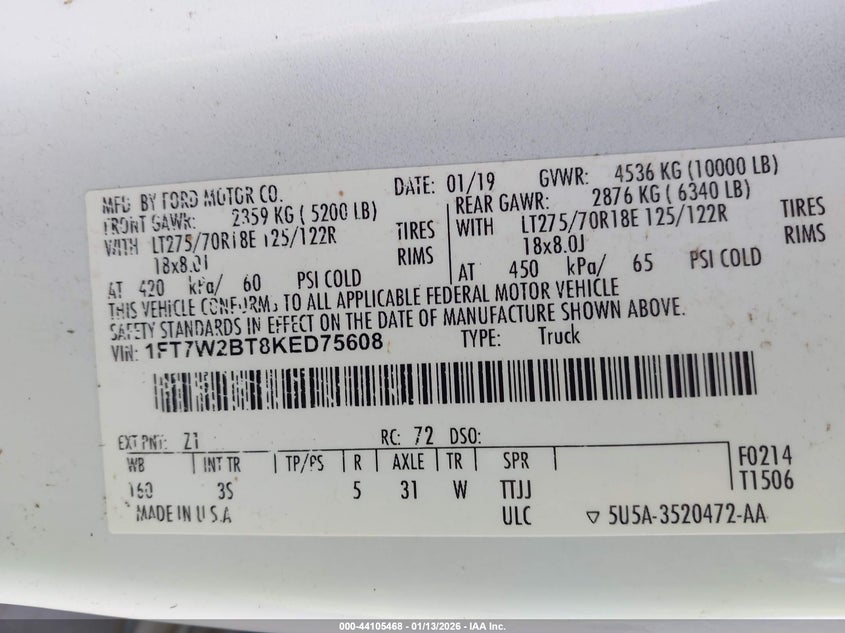 MFD BY FORD MOTOR CO.
DATE: 01/19
GVWR: 4536 KG (10000 LB)
FRONT GAWR: 2359 KG ( 5200 LB)
WITH LT275/70R18E 125/122R TIRES
18x8.0J RIMS
AT 420 kPa/ 60 PSI COLD
REAR GAWR: 2876 KG ( 6340 LB)
WITH LT275/70R18E 125/122R TIRES
18x8.0J RIMS
AT 450 kPa/ 65 PSI COLD
THIS VEHICLE CONFORMS TO ALL APPLICABLE FEDERAL MOTOR VEHICLE
SAFETY STANDARDS IN EFFECT ON THE DATE OF MANUFACTURE SHOWN ABOVE.
VIN: 1FT7W2BT8KED75608 TYPE: Truck
EXT PNT: Z1 RC: 72 DSO:
WB INT TR TP/PS R AXLE TR SPR
160 3S 5 31 W TTJJ
F0214
T1506
MADE IN U.S.A ULC ▽ 5U5A-3520472-AA
000-44105468 - 01/13/2026 - IAA Inc.